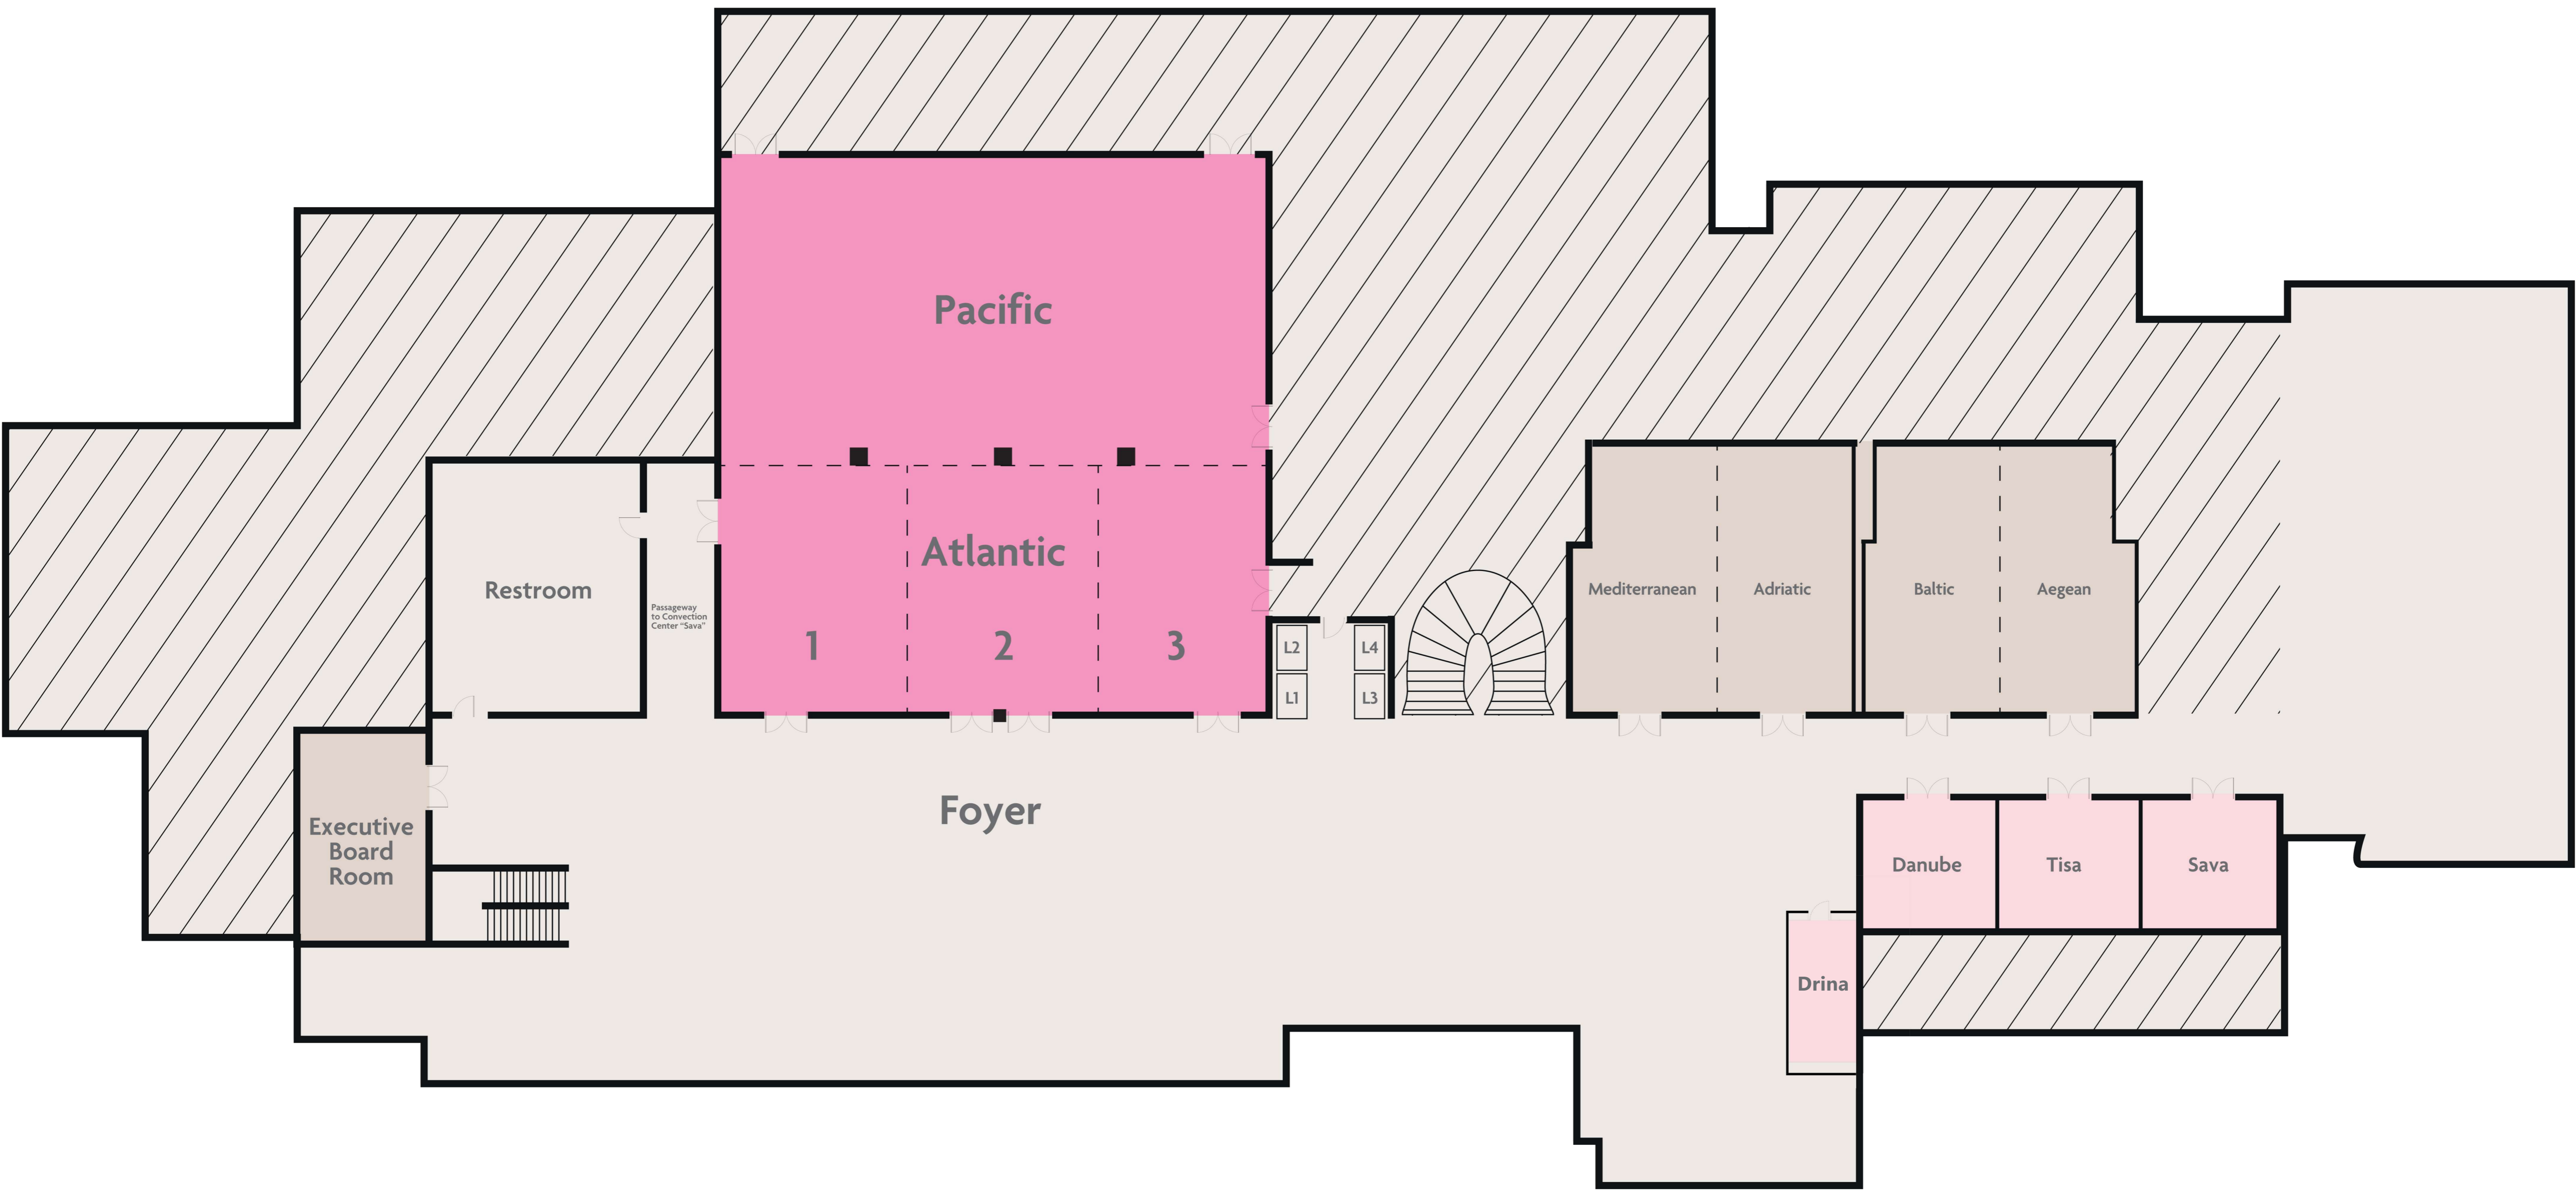 Pacific
Atlantic
1
2
3
Restroom
Passageway
to Convection
Center “Sava”
L2
L4
L1
L3
Mediterranean
Adriatic
Baltic
Aegean
Foyer
Executive
Board
Room
Danube
Tisa
Sava
Drina